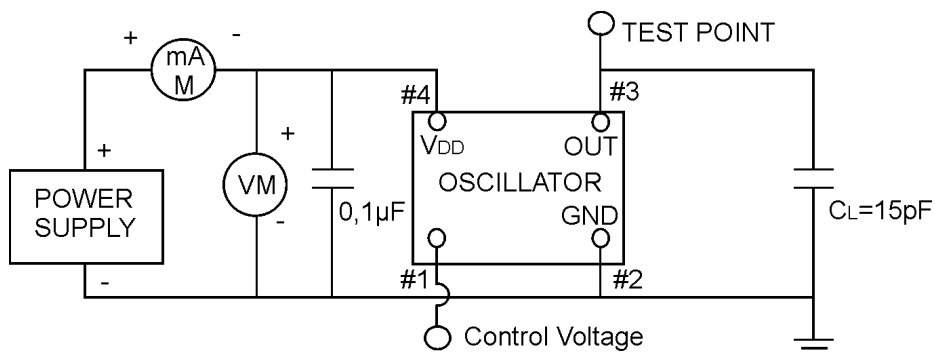 TEST POINT
+
-
mA
M
#4
#3
+
+
VDD
OUT
POWER
SUPPLY
VM
OSCILLATOR
0,1µF
GND
CL=15pF
-
-
#1
#2
Control Voltage